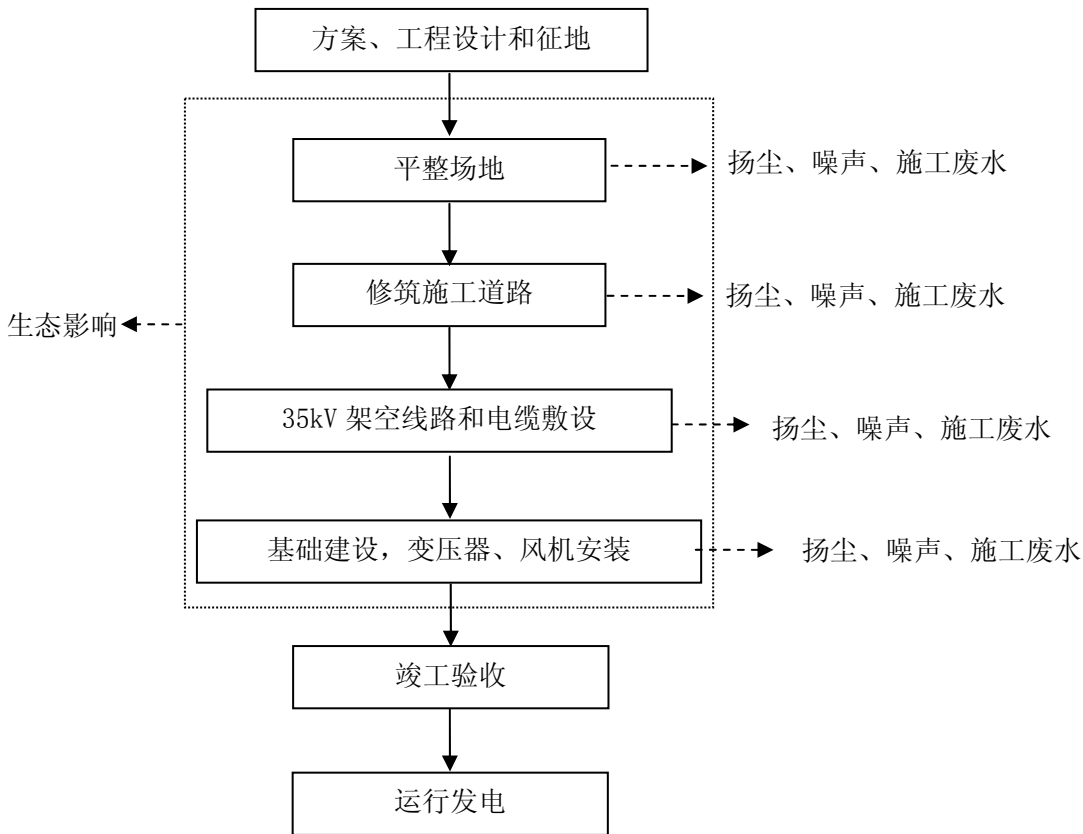 方案、工程设计和征地
平整场地
扬尘、噪声、施工废水
修筑施工道路
扬尘、噪声、施工废水
生态影响
35kV 架空线路和电缆敷设
扬尘、噪声、施工废水
基础建设，变压器、风机安装
扬尘、噪声、施工废水
竣工验收
运行发电